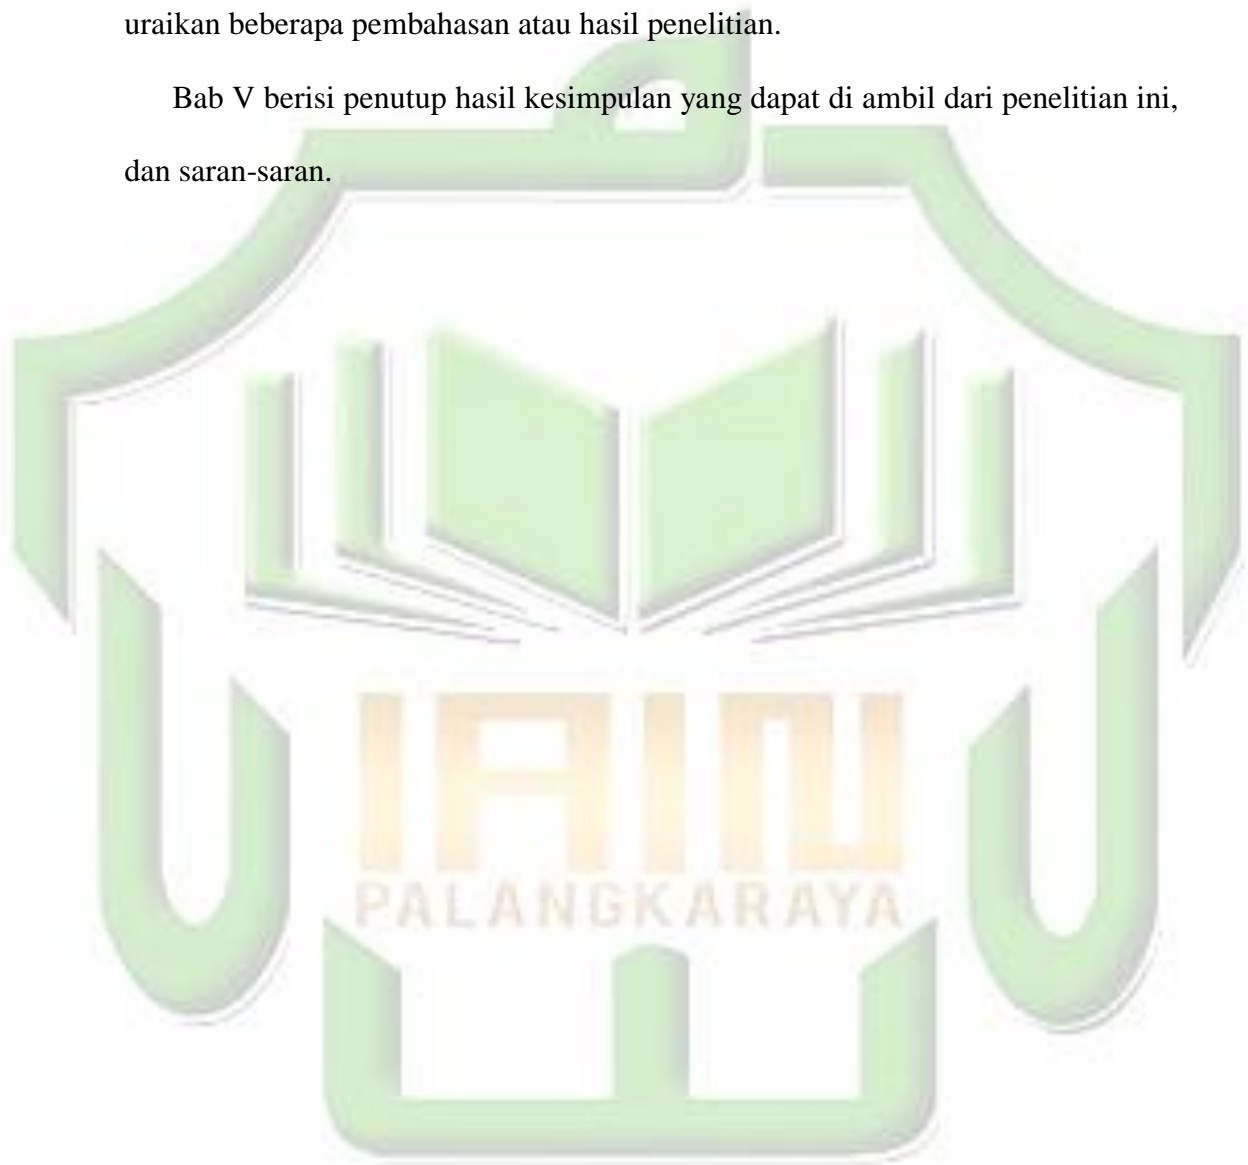 uraikan beberapa pembahasan atau hasil penelitian.
Bab V berisi penutup hasil kesimpulan yang dapat di ambil dari penelitian ini,
dan saran-saran.
IAIN
PALANGKARAYA